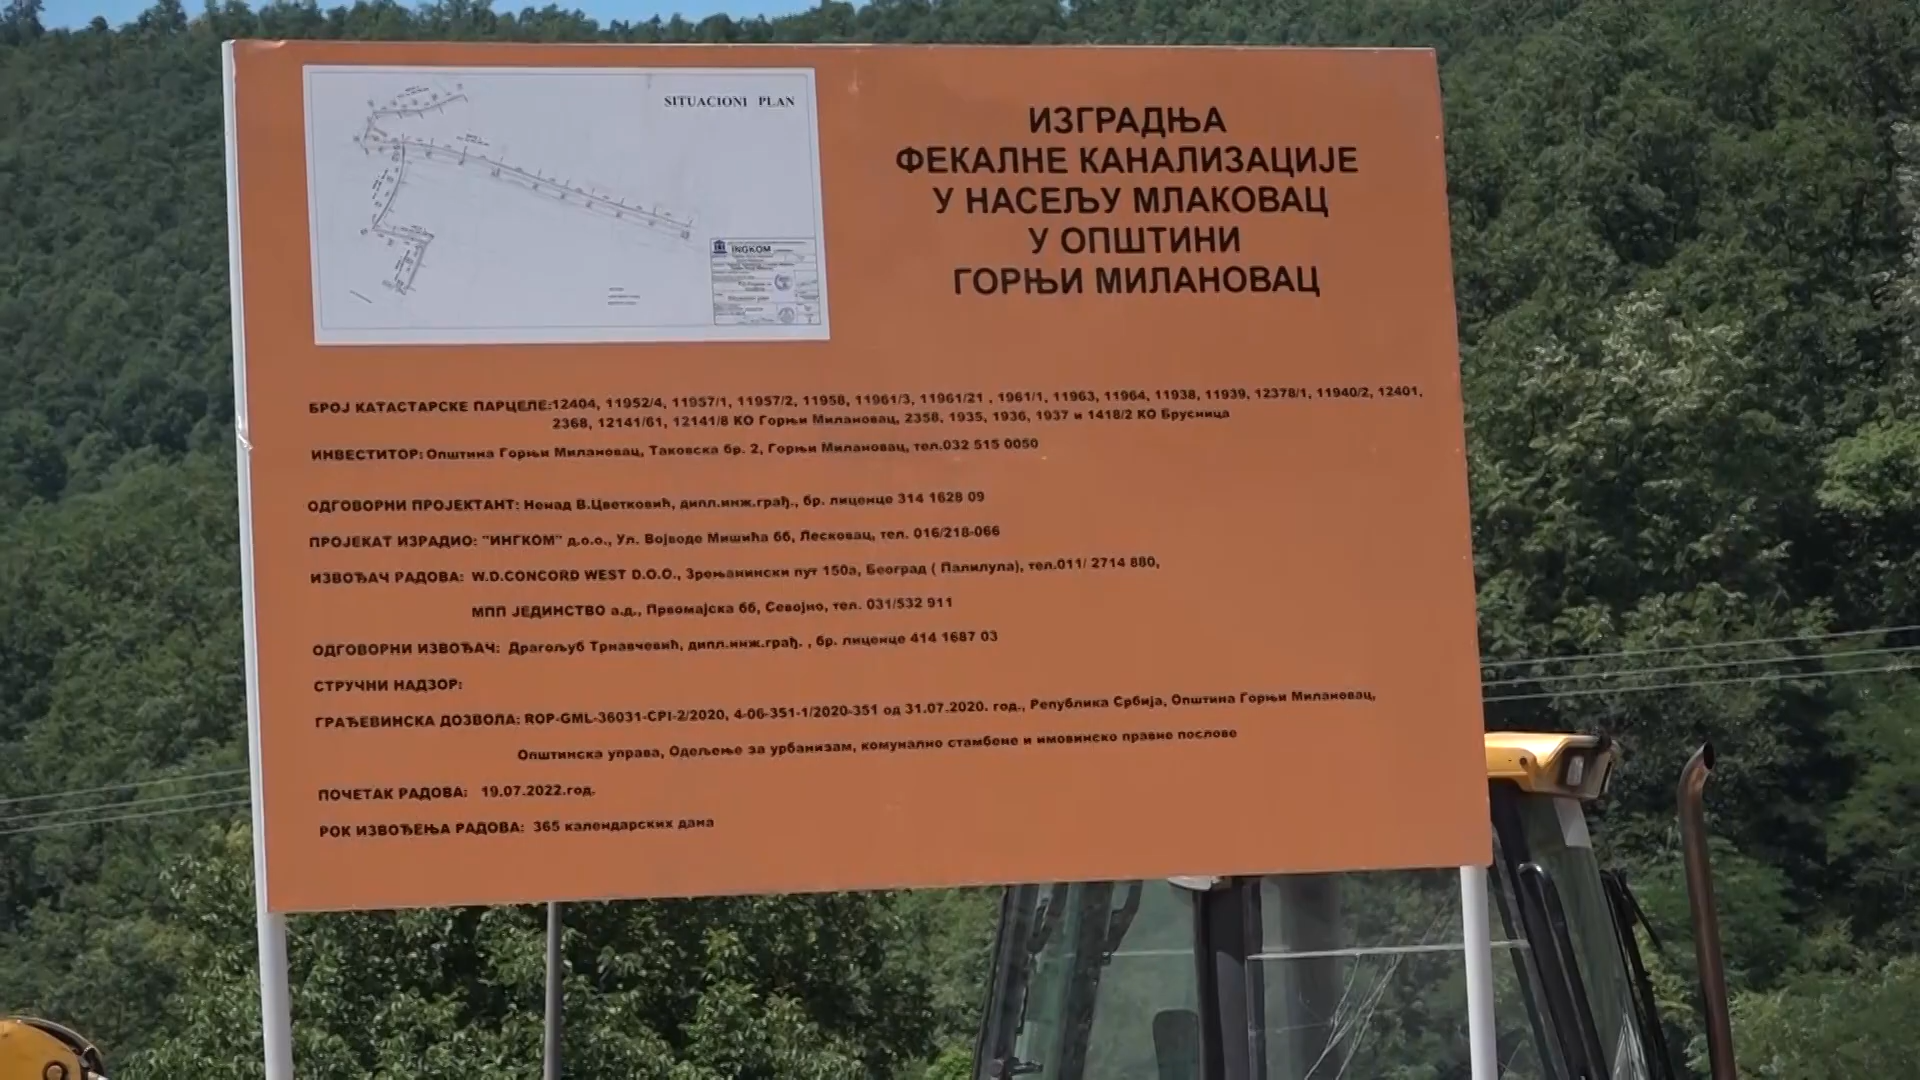 SITUACIONI PLAN
INGKOM
ИЗГРАДЊА
ФЕКАЛНЕ КАНАЛИЗАЦИЈЕ
У НАСЕЉУ МЛАКОВАЦ
У ОПШТИНИ
ГОРЊИ МИЛАНОВАЦ
БРОЈ КАТАСТАРСКЕ ПАРЦЕЛЕ:12404, 11952/4, 11957/1, 11957/2, 11958, 11961/3, 11961/21 , 1961/1, 11963, 11964, 11938, 11939, 12378/1, 11940/2, 12401,
2368, 12141/61, 12141/8 КО Горњи Милановац, 2358, 1935, 1936, 1937 и 1418/2 КО Брусница
ИНВЕСТИТОР: Општина Горњи Милановац, Таковска бр. 2, Горњи Милановац, тел.032 515 0050
ОДГОВОРНИ ПРОЈЕКТАНТ: Ненад В.Цветковић, дипл.инж.грађ., бр. лиценце 314 1628 09
ПРОЈЕКАТ ИЗРАДИО: "ИНГКОМ" д.о.о., Ул. Војводе Мишића бб, Лесковац, тел. 016/218-066
ИЗВОЂАЧ РАДОВА: W.D.CONCORD WEST D.O.O., Зрењанински пут 150а, Београд ( Палилула), тел.011/ 2714 880,
МПП ЈЕДИНСТВО а.д., Првомајска бб, Севојно, тел. 031/532 911
ОДГОВОРНИ ИЗВОЂАЧ: Драгољуб Трнавчевић, дипл.инж.грађ. , бр. лиценце 414 1687 03
СТРУЧНИ НАДЗОР:
ГРАЂЕВИНСКА ДОЗВОЛА: ROP-GML-36031-CPI-2/2020, 4-06-351-1/2020-351 од 31.07.2020. год., Република Србија, Општина Горњи Милановац,
Општинска управа, Одељење за урбанизам, комунално стамбене и имовинско правне послове
ПОЧЕТАК РАДОВА: 19.07.2022.год.
РОК ИЗВОЂЕЊА РАДОВА: 365 календарских дана